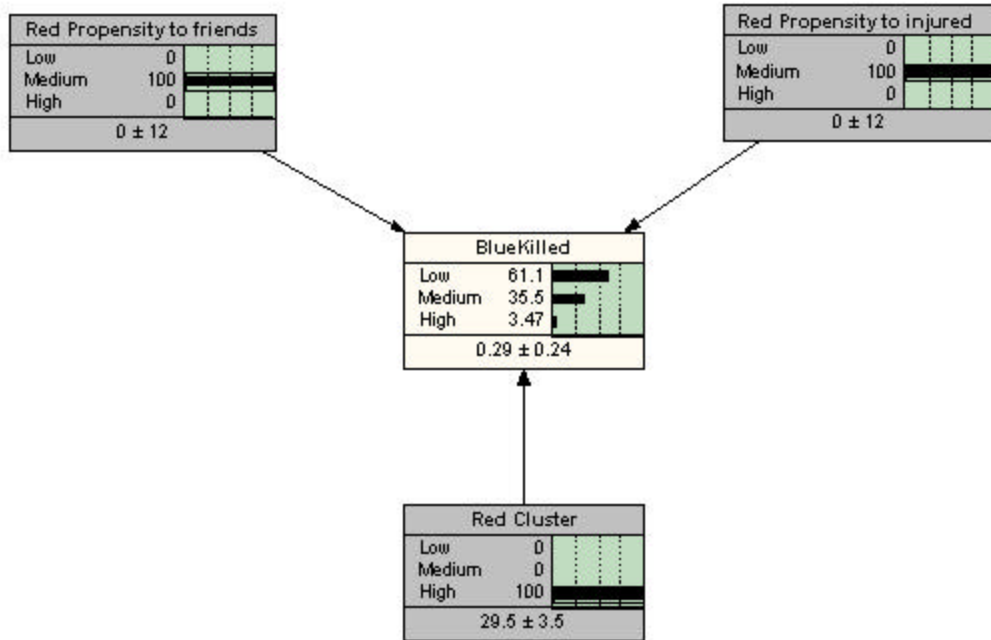 Red Propensity to friends
Low 0
Medium 100
High 0
0 ± 12
Red Propensity to injured
Low 0
Medium 100
High 0
0 ± 12
BlueKilled
Low 61.1
Medium 35.5
High 3.47
0.29 ± 0.24
Red Cluster
Low 0
Medium 0
High 100
29.5 ± 3.5